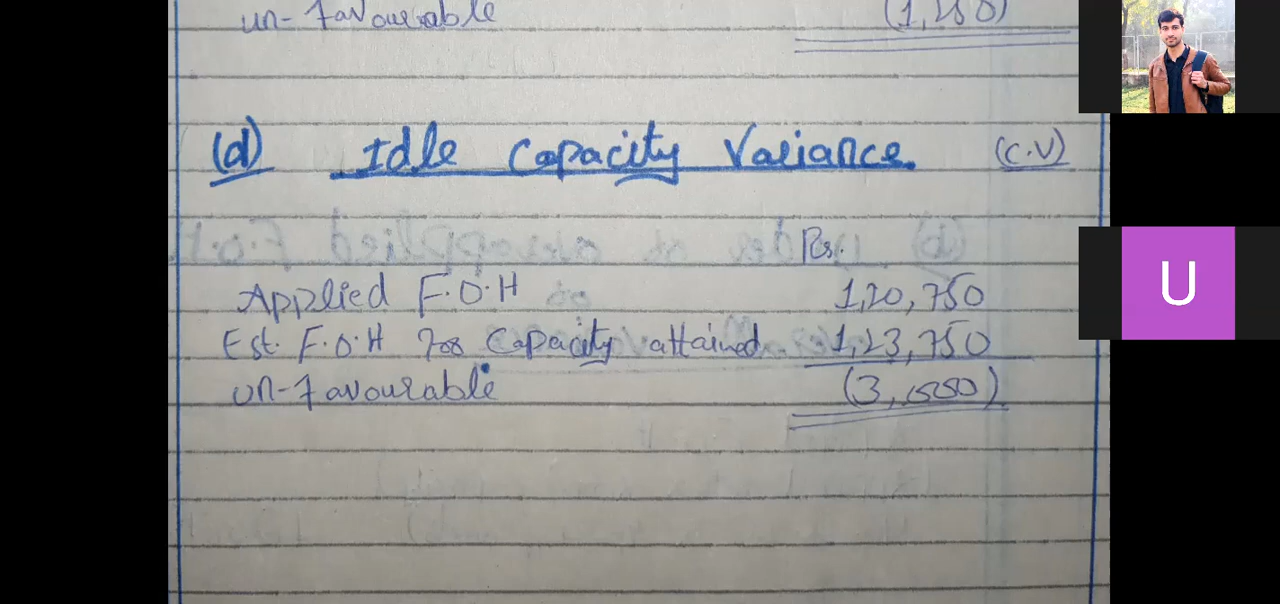 un-favourable (1,250)
(d) Idle Capacity Variance. (C.V)
Rs.
Applied F.O.H 1,20,750
Est. F.O.H for Capacity attained 1,23,750
un-favourable (3,000)
U